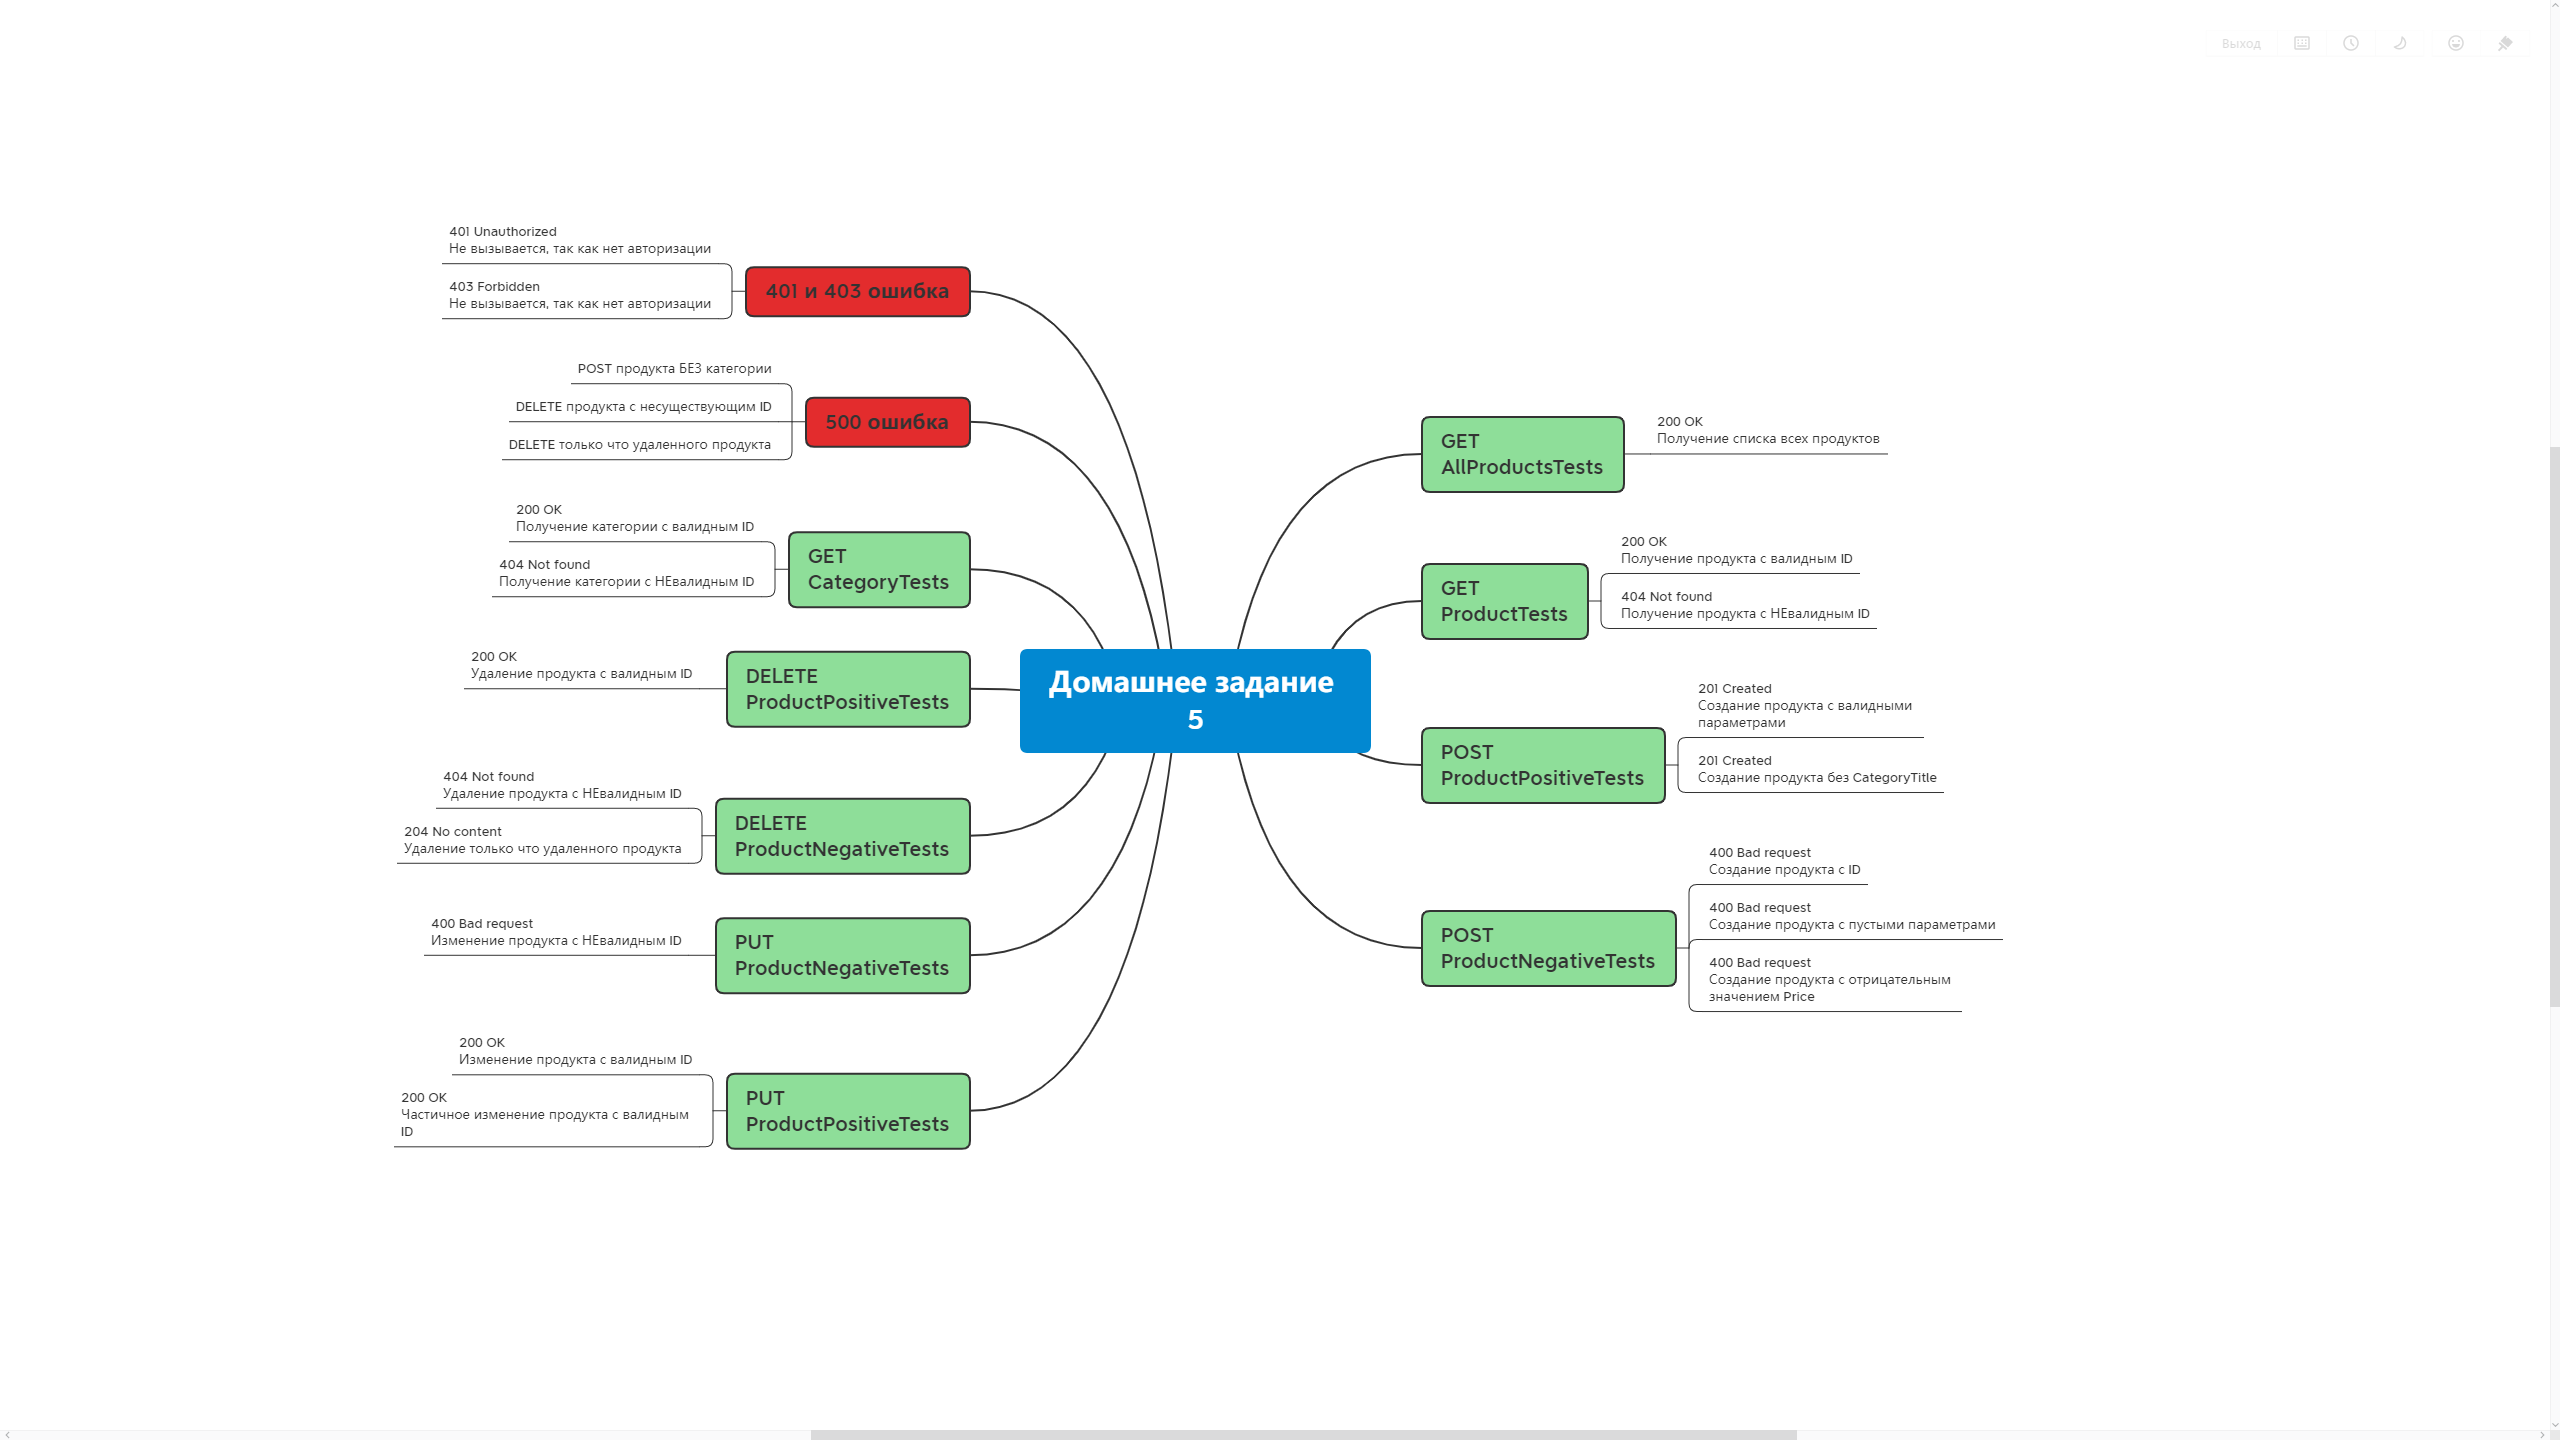 Выход
401 Unauthorized
Не вызывается, так как нет авторизации
403 Forbidden
Не вызывается, так как нет авторизации
401 и 403 ошибка
POST продукта БЕЗ категории
DELETE продукта с несуществующим ID
DELETE только что удаленного продукта
500 ошибка
200 OK
Получение категории с валидным ID
404 Not found
Получение категории с НЕвалидным ID
GET
CategoryTests
200 OK
Удаление продукта с валидным ID
DELETE
ProductPositiveTests
404 Not found
Удаление продукта с НЕвалидным ID
204 No content
Удаление только что удаленного продукта
DELETE
ProductNegativeTests
400 Bad request
Изменение продукта с НЕвалидным ID
PUT
ProductNegativeTests
200 OK
Изменение продукта с валидным ID
200 OK
Частичное изменение продукта с валидным
ID
PUT
ProductPositiveTests
Домашнее задание
5
GET
AllProductsTests
200 OK
Получение списка всех продуктов
GET
ProductTests
200 OK
Получение продукта с валидным ID
404 Not found
Получение продукта с НЕвалидным ID
POST
ProductPositiveTests
201 Created
Создание продукта с валидными
параметрами
201 Created
Создание продукта без CategoryTitle
POST
ProductNegativeTests
400 Bad request
Создание продукта с ID
400 Bad request
Создание продукта с пустыми параметрами
400 Bad request
Создание продукта с отрицательным
значением Price